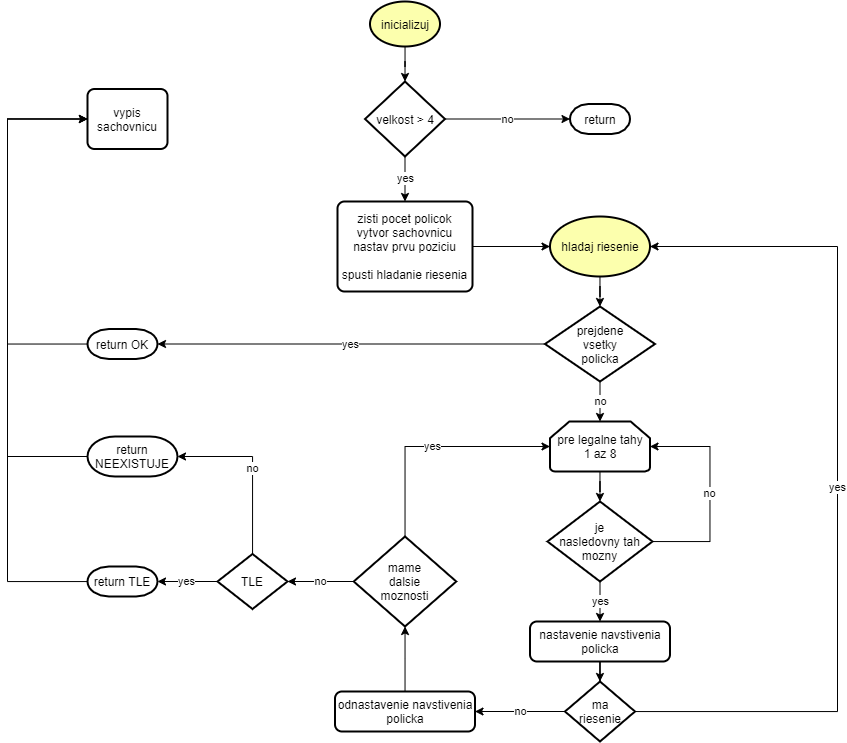 inicializuj
vypis
sachovnicu
velkost > 4
no
return
yes
zisti pocet policok
vytvor sachovnicu
nastav prvu poziciu
spusti hladanie riesenia
hladaj riesenie
return OK
yes
prejdene
vsetky
policka
no
return
NEEXISTUJE
no
yes
pre legalne tahy
1 az 8
no
yes
je
nasledovny tah
mozny
return TLE
yes
TLE
no
mame
dalsie
moznosti
yes
nastavenie navstivenia
policka
odnastavenie navstivenia
policka
no
ma
riesenie